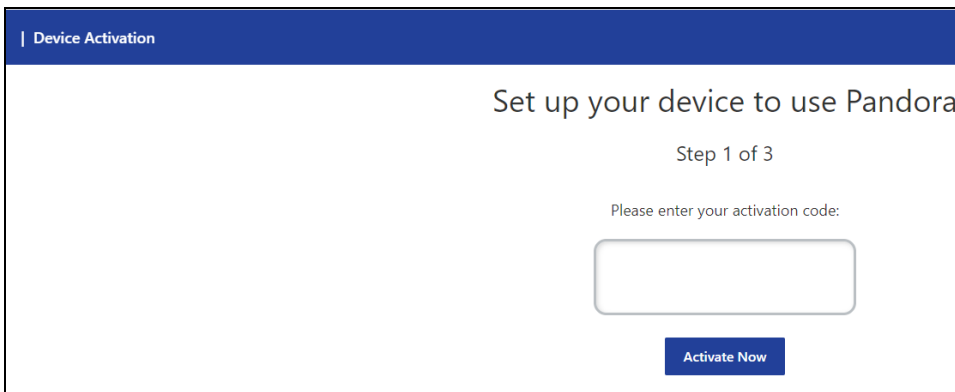 | Device Activation
Set up your device to use Pandora
Step 1 of 3
Please enter your activation code:
Activate Now